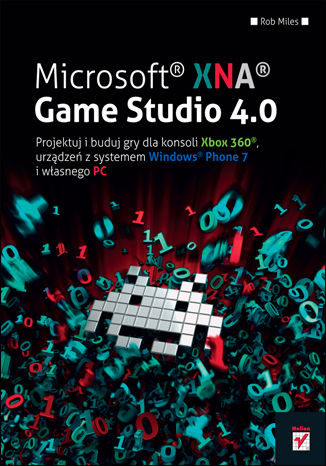 Rob Miles
Microsoft® XNA®
Game Studio 4.0
Projektuj i buduj gry dla konsoli Xbox 360®,
urządzeń z systemem Windows® Phone 7
i własnego PC
Helion